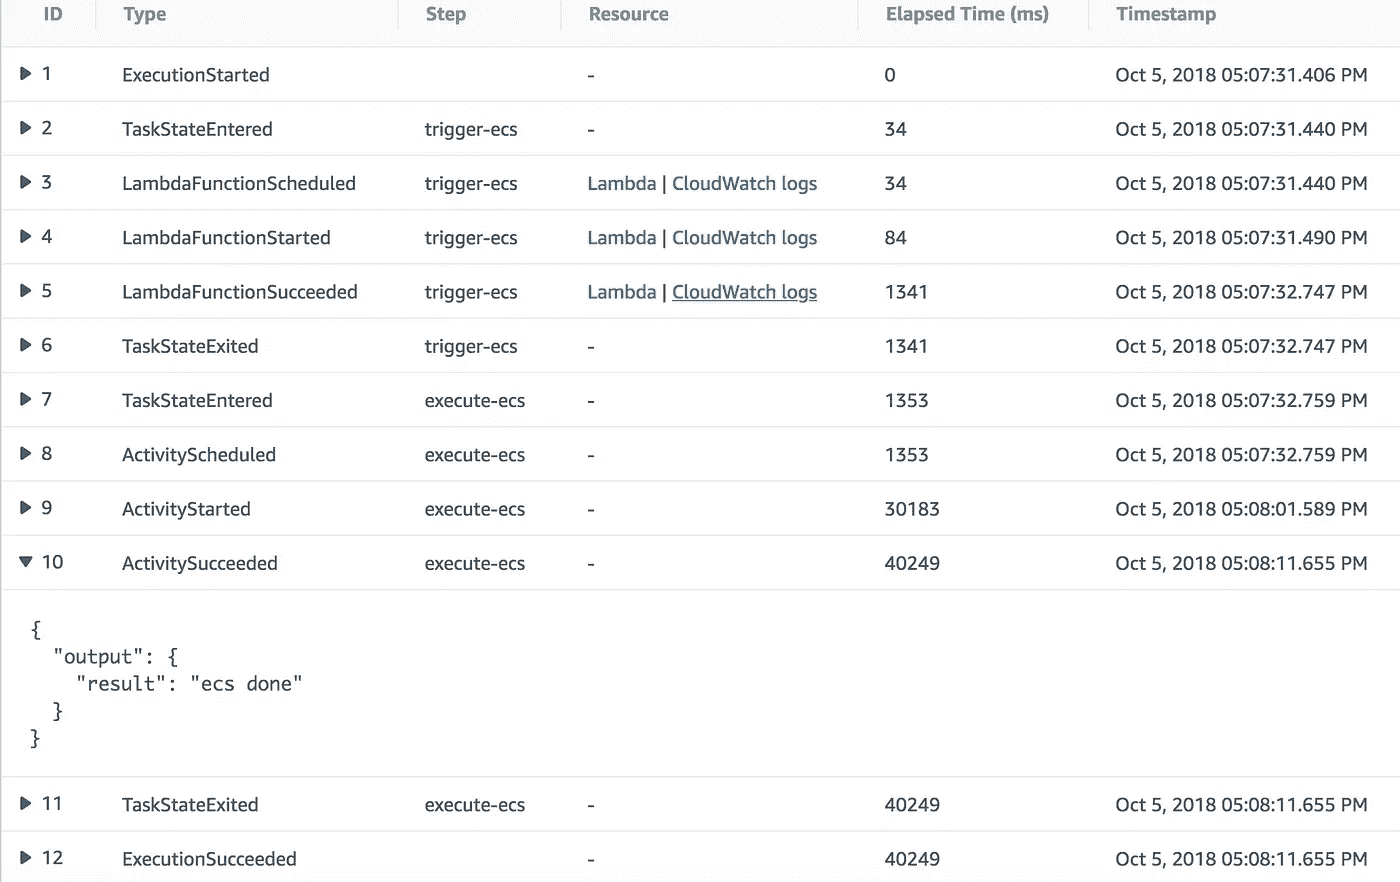 ID Type Step Resource Elapsed Time (ms) Timestamp
1 ExecutionStarted - 0 Oct 5, 2018 05:07:31.406 PM
2 TaskStateEntered trigger-ecs - 34 Oct 5, 2018 05:07:31.440 PM
3 LambdaFunctionScheduled trigger-ecs Lambda | CloudWatch logs 34 Oct 5, 2018 05:07:31.440 PM
4 LambdaFunctionStarted trigger-ecs Lambda | CloudWatch logs 84 Oct 5, 2018 05:07:31.490 PM
5 LambdaFunctionSucceeded trigger-ecs Lambda | CloudWatch logs 1341 Oct 5, 2018 05:07:32.747 PM
6 TaskStateExited trigger-ecs - 1341 Oct 5, 2018 05:07:32.747 PM
7 TaskStateEntered execute-ecs - 1353 Oct 5, 2018 05:07:32.759 PM
8 ActivityScheduled execute-ecs - 1353 Oct 5, 2018 05:07:32.759 PM
9 ActivityStarted execute-ecs - 30183 Oct 5, 2018 05:08:01.589 PM
10 ActivitySucceeded execute-ecs - 40249 Oct 5, 2018 05:08:11.655 PM
{
"output": {
"result": "ecs done"
}
}
11 TaskStateExited execute-ecs - 40249 Oct 5, 2018 05:08:11.655 PM
12 ExecutionSucceeded - 40249 Oct 5, 2018 05:08:11.655 PM